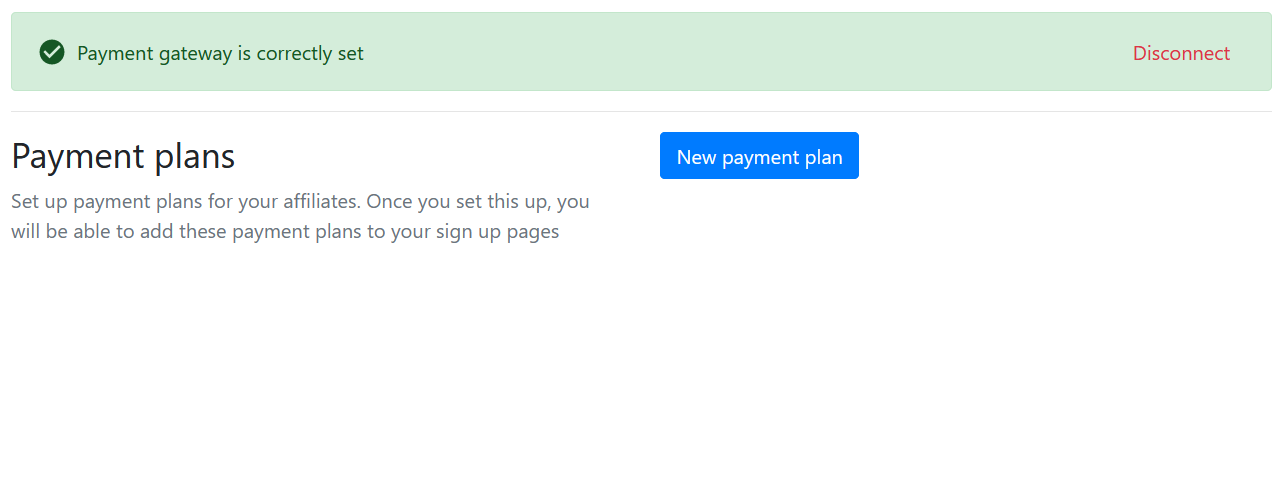 Payment gateway is correctly set
Disconnect
Payment plans
New payment plan
Set up payment plans for your affiliates. Once you set this up, you
will be able to add these payment plans to your sign up pages